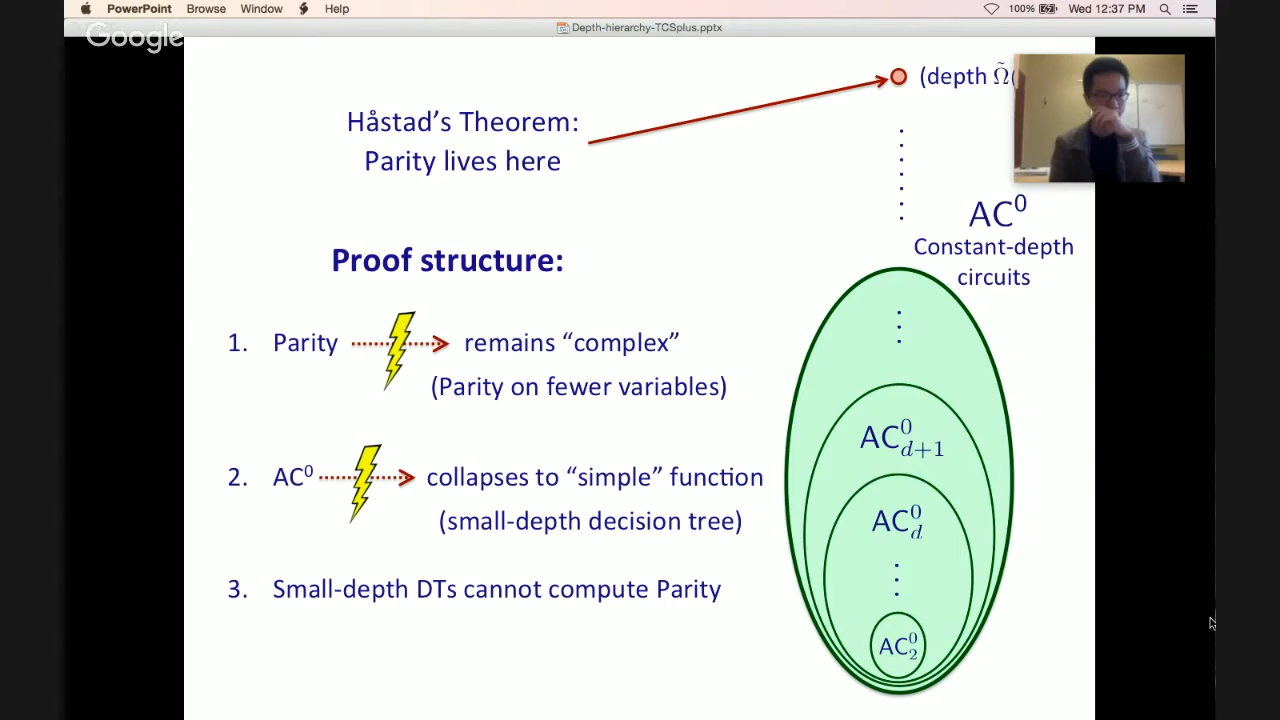 PowerPoint Browse Window Help
100% Wed 12:37 PM
Depth-hierarchy-TCSplus.pptx
Google
(depth Ω̃(
Håstad’s Theorem:
Parity lives here
AC⁰
Constant-depth
circuits
Proof structure:
1. Parity remains “complex”
(Parity on fewer variables)
2. AC⁰ collapses to “simple” function
(small-depth decision tree)
3. Small-depth DTs cannot compute Parity
AC⁰_{d+1}
AC⁰_d
AC⁰_2